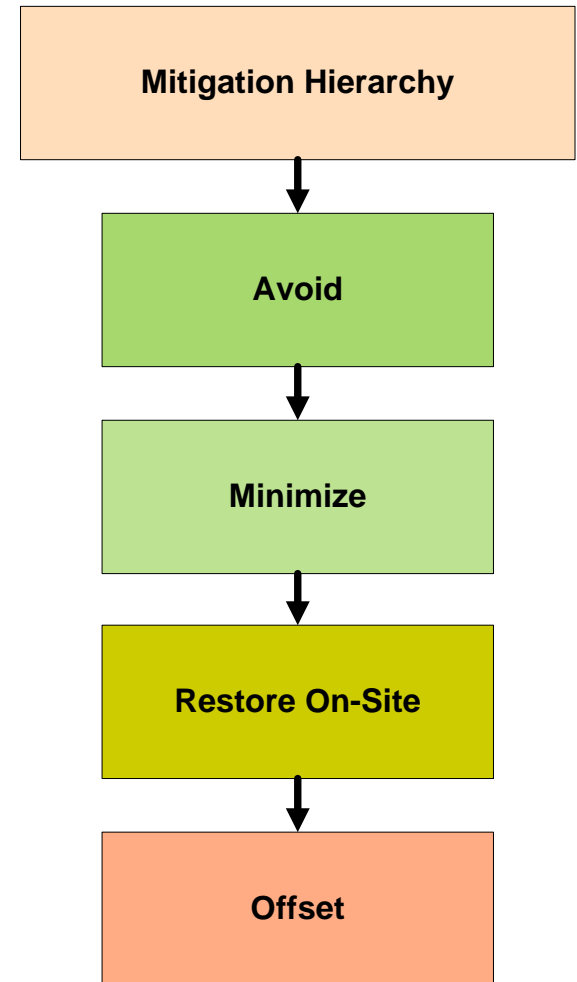 Mitigation Hierarchy
Avoid
Minimize
Restore On-Site
Offset